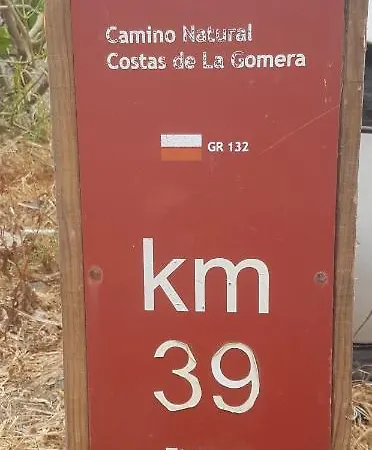 Camino Natural
Costas de La Gomera
GR 132
km
39